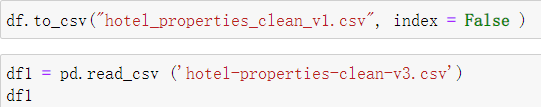 df.to_csv("hotel_properties_clean_v1.csv", index = False )
df1 = pd.read_csv ('hotel-properties-clean-v3.csv')
df1